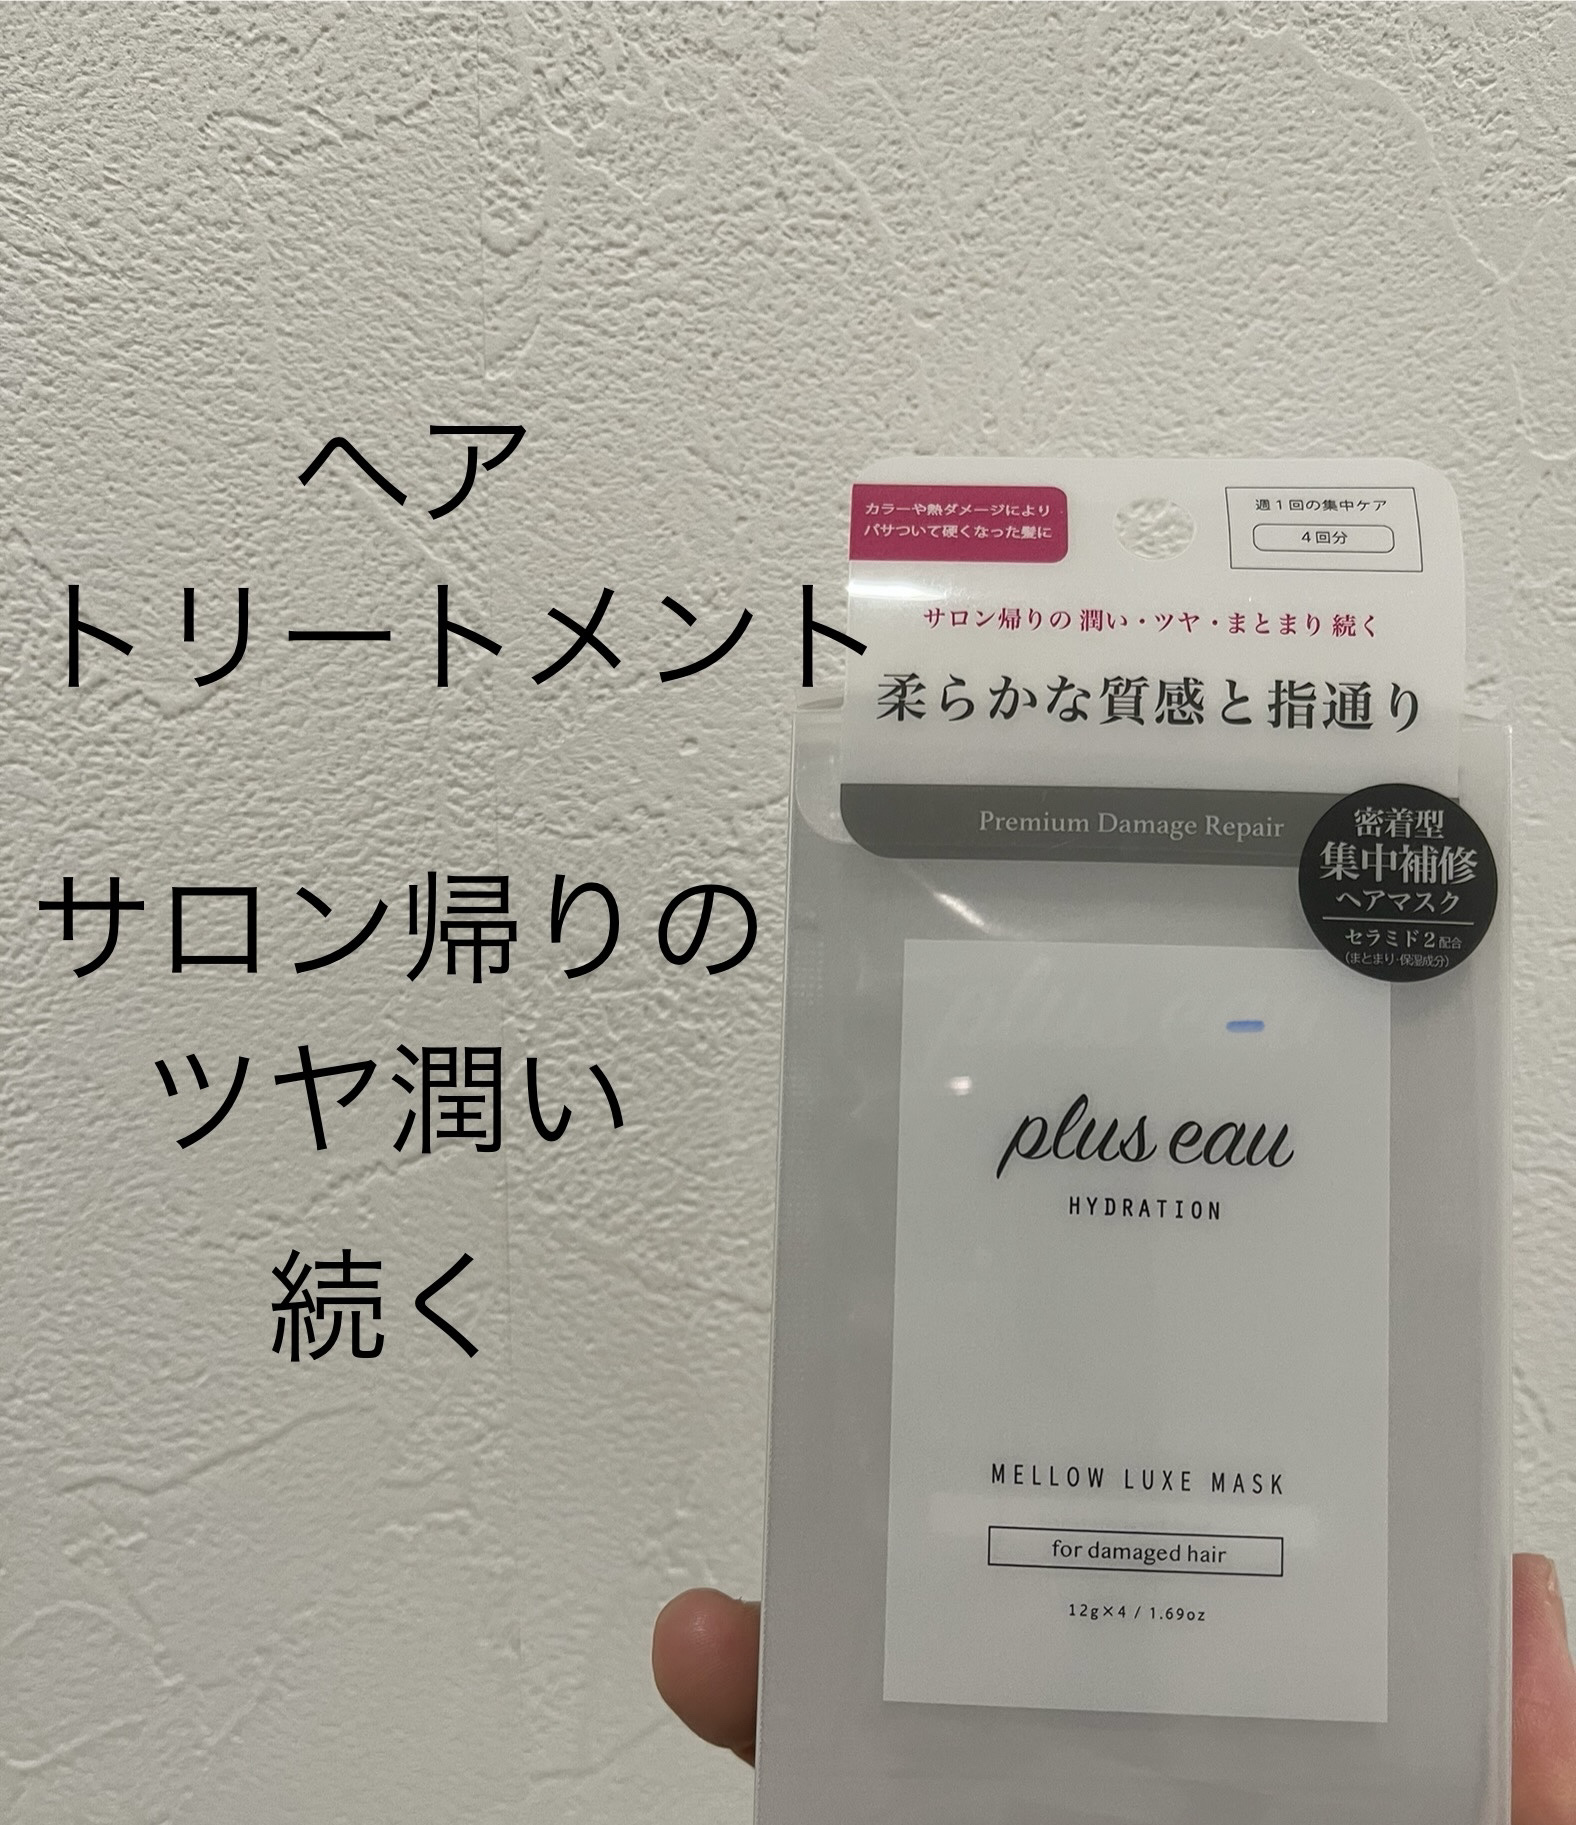 ヘア
トリートメント
サロン帰りの
ツヤ潤い
続く
カラーや熱ダメージにより
パサついて硬くなった髪に
週1回の集中ケア
4回分
サロン帰りの 潤い・ツヤ・まとまり 続く
柔らかな質感と指通り
Premium Damage Repair
密着型
集中補修
ヘアマスク
セラミド2配合
(まとまり・保湿成分)
plus eau
HYDRATION
MELLOW LUXE MASK
for damaged hair
12g×4 / 1.69oz